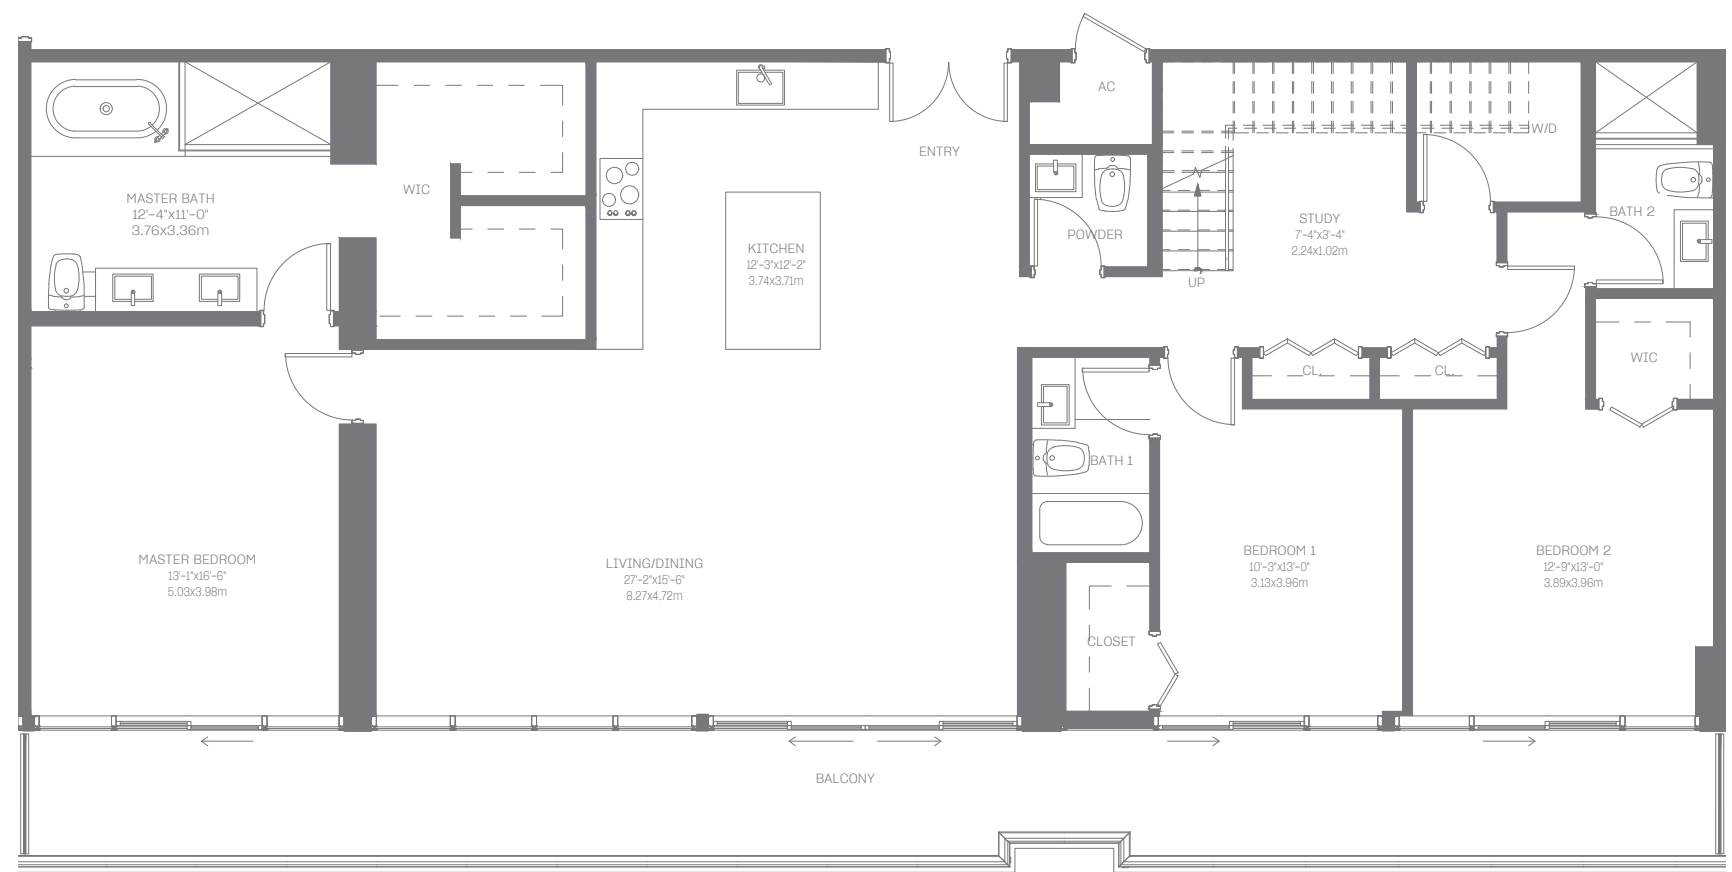 AC
W/D
ENTRY
MASTER BATH
12'-4"x11'-0"
3.76x3.36m
WIC
POWDER
UP
STUDY
7'-4"x3'-4"
2.24x1.02m
BATH 2
KITCHEN
12'-3"x12'-2"
3.74x3.71m
CL.
CL.
WIC
BATH 1
MASTER BEDROOM
13'-1"x16'-6"
5.03x3.98m
LIVING/DINING
27'-2"x15'-6"
8.27x4.72m
BEDROOM 1
10'-3"x13'-0"
3.13x3.96m
BEDROOM 2
12'-9"x13'-0"
3.89x3.96m
CLOSET
BALCONY